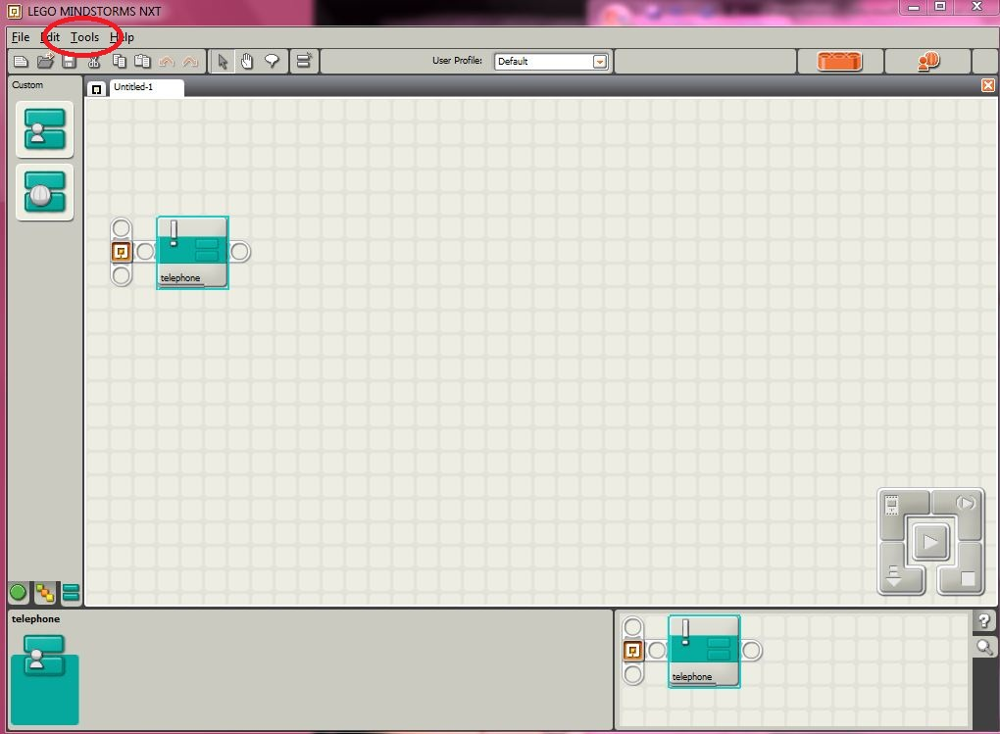 LEGO MINDSTORMS NXT
File Edit Tools Help
User Profile: Default
Custom
Untitled-1
telephone
telephone
telephone
?